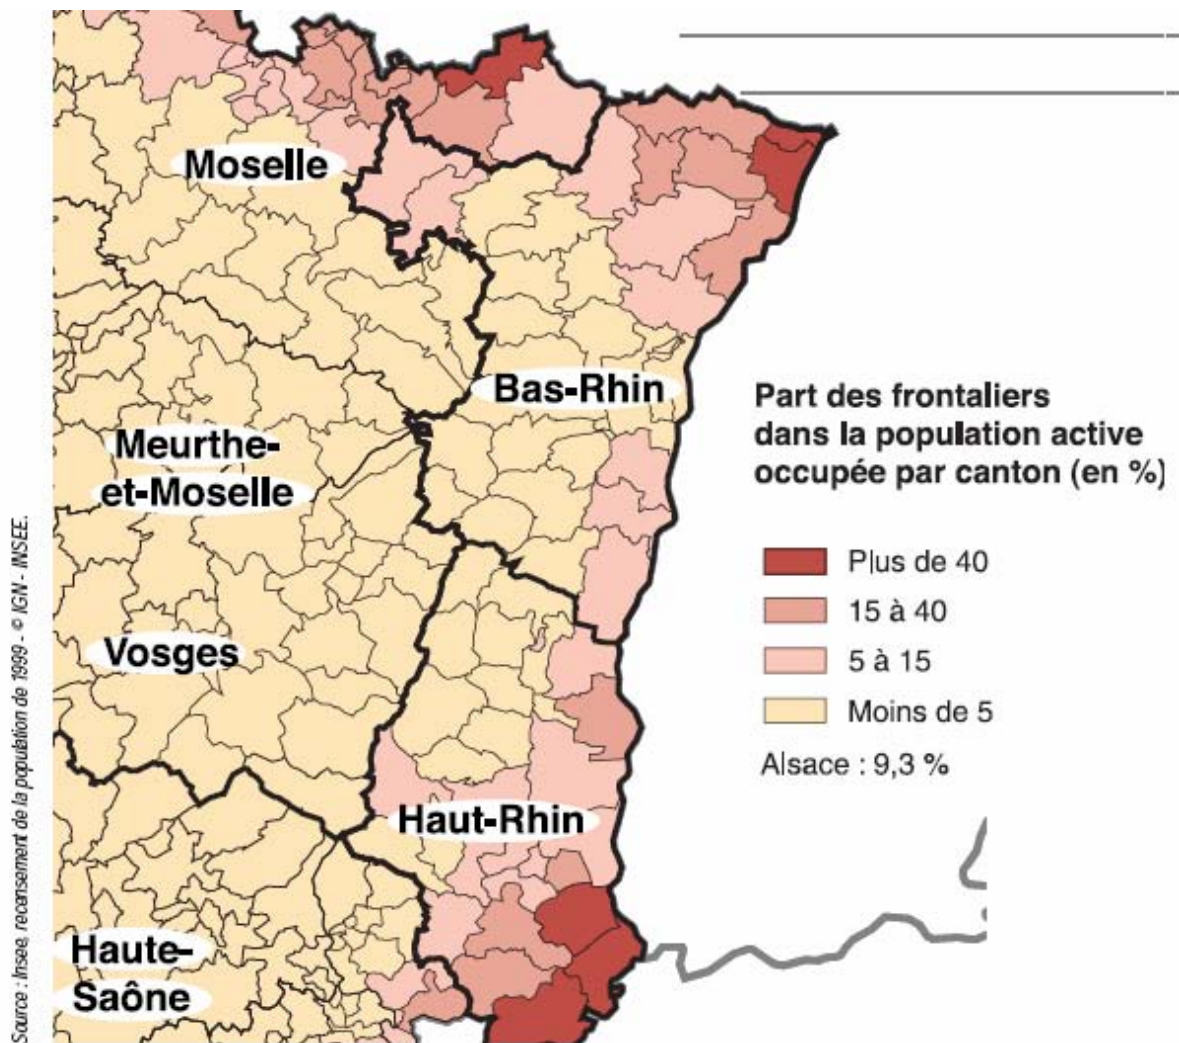 Moselle
Bas-Rhin
Meurthe-
et-Moselle
Vosges
Haut-Rhin
Haute-
Saône
Part des frontaliers
dans la population active
occupée par canton (en %)
Plus de 40
15 à 40
5 à 15
Moins de 5
Alsace : 9,3 %
Source : Insee, recensement de la population de 1999 - © IGN - INSEE.